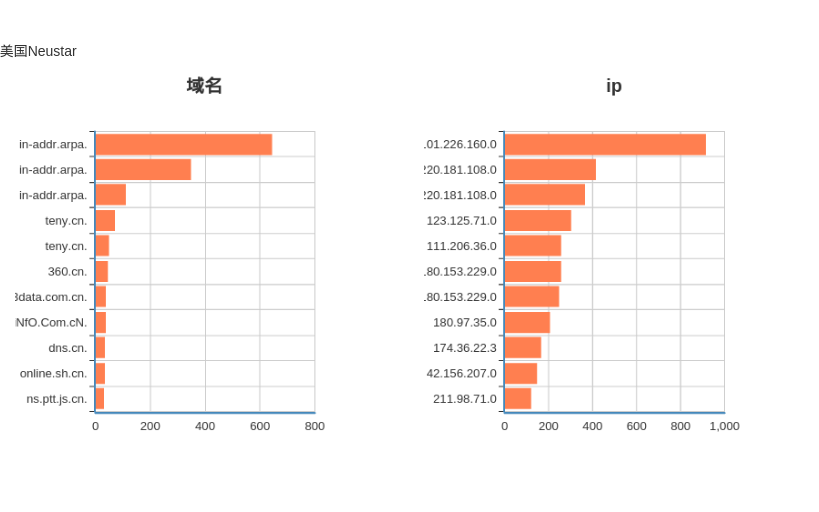 美国Neustar
域名
in-addr.arpa.
in-addr.arpa.
in-addr.arpa.
teny.cn.
teny.cn.
360.cn.
data.com.cn.
NfO.Com.cN.
dns.cn.
online.sh.cn.
ns.ptt.js.cn.
0 200 400 600 800
ip
.01.226.160.0
220.181.108.0
220.181.108.0
123.125.71.0
111.206.36.0
.80.153.229.0
.80.153.229.0
180.97.35.0
174.36.22.3
42.156.207.0
211.98.71.0
0 200 400 600 800 1,000